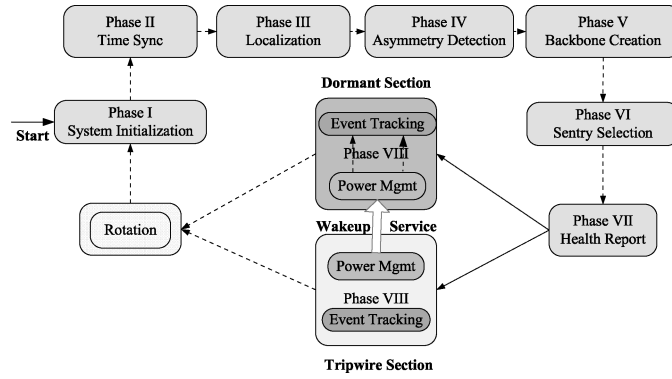 Phase II
Time Sync
Phase III
Localization
Phase IV
Asymmetry Detection
Phase V
Backbone Creation
Dormant Section
Phase I
System Initialization
Start
Event Tracking
Phase VIII
Power Mgmt
Phase VI
Sentry Selection
Rotation
Wakeup Service
Phase VII
Health Report
Power Mgmt
Phase VIII
Event Tracking
Tripwire Section